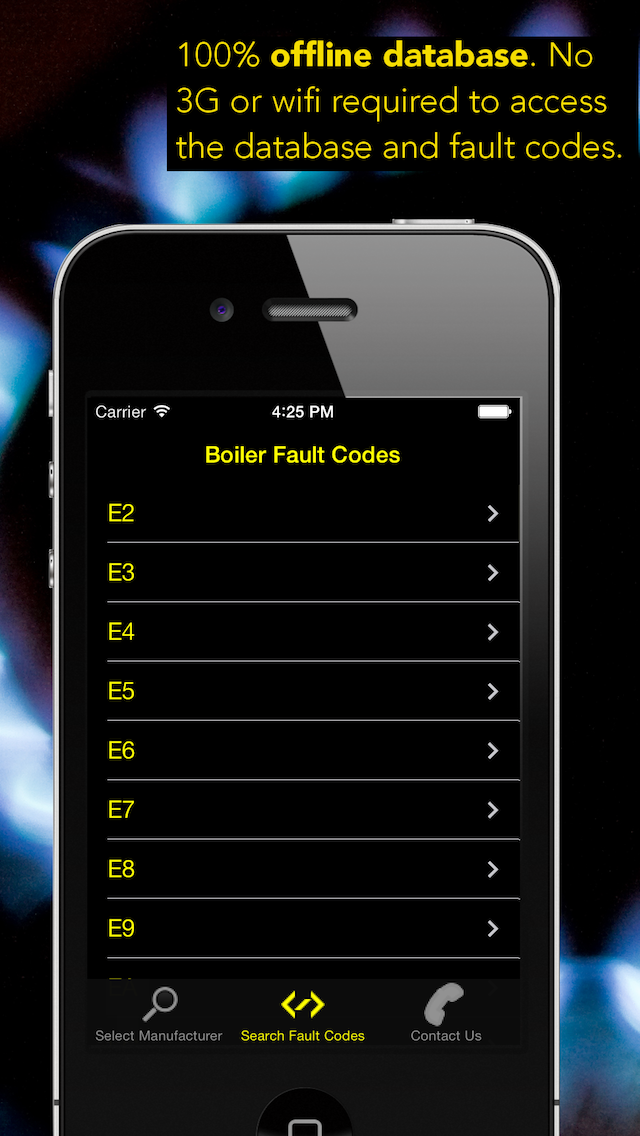 100% offline database. No
3G or wifi required to access
the database and fault codes.
Carrier 4:25 PM
Boiler Fault Codes
E2
E3
E4
E5
E6
E7
E8
E9
Select Manufacturer Search Fault Codes Contact Us